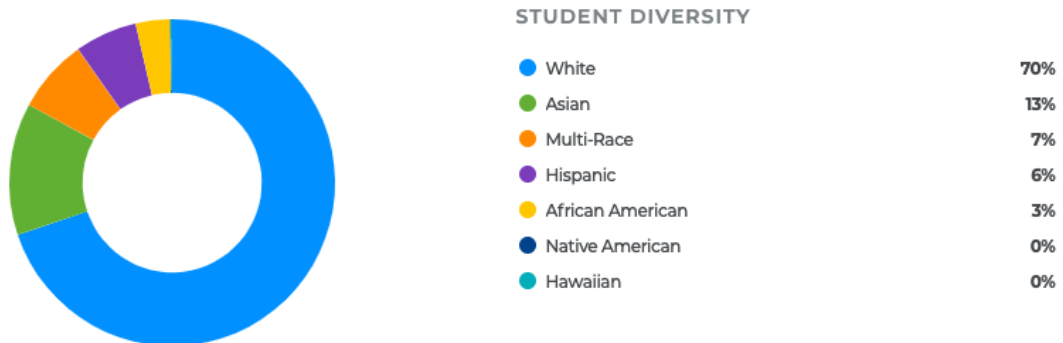 STUDENT DIVERSITY
White 70%
Asian 13%
Multi-Race 7%
Hispanic 6%
African American 3%
Native American 0%
Hawaiian 0%